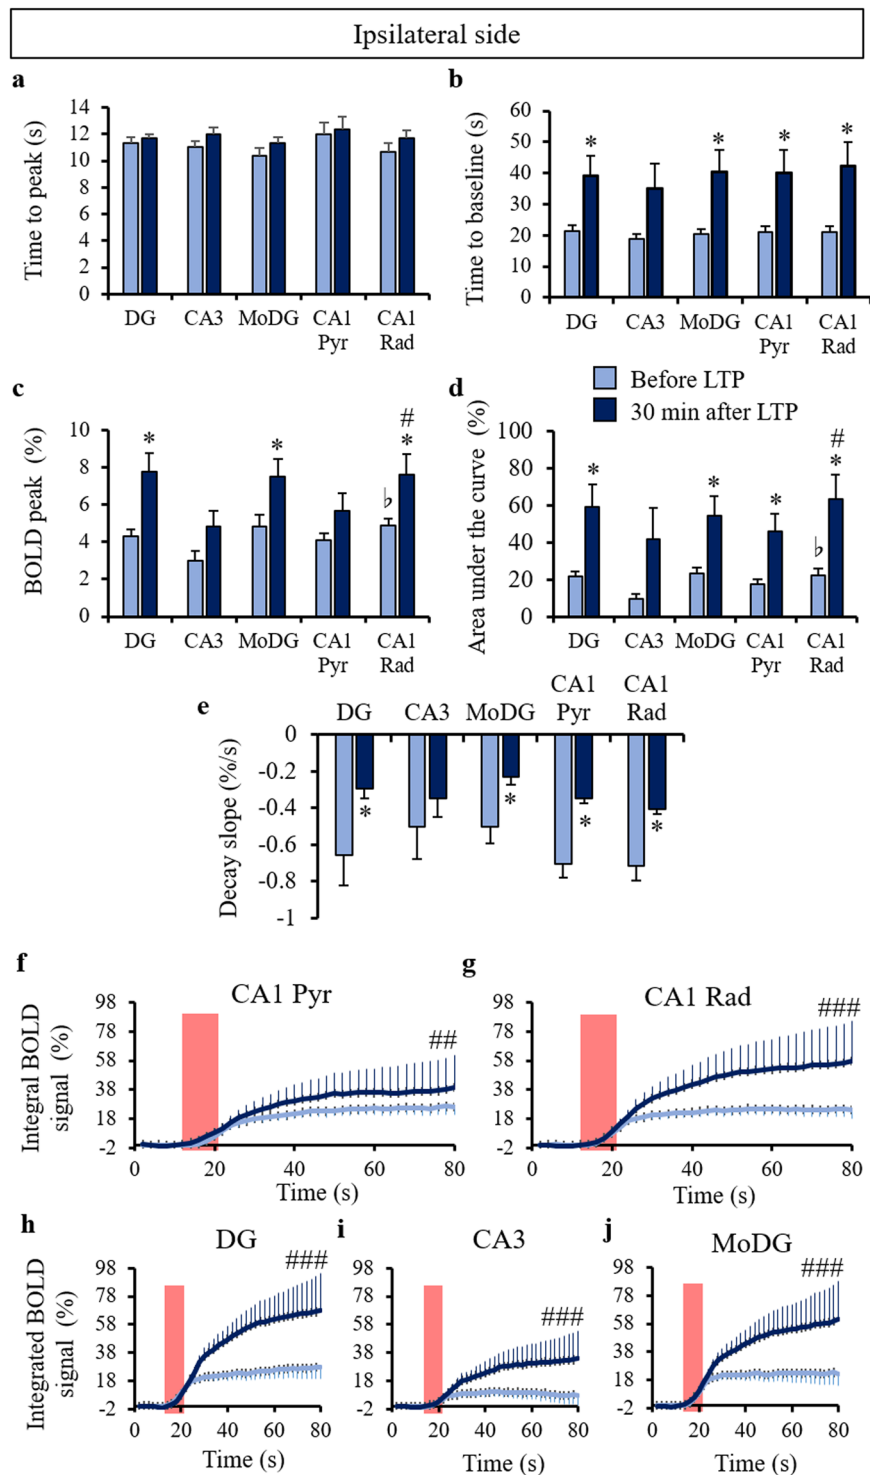 Ipsilateral side
a
Time to peak (s)
14
12
10
8
6
4
2
0
DG CA3 MoDG CA1 CA1
Pyr Rad
b
Time to baseline (s)
60
50
40
30
20
10
0
* * * *
DG CA3 MoDG CA1 CA1
Pyr Rad
Before LTP
30 min after LTP
c
BOLD peak (%)
10
8
6
4
2
0
* * ♭ # *
DG CA3 MoDG CA1 CA1
Pyr Rad
d
Area under the curve (%)
100
80
60
40
20
0
* * * ♭ # *
DG CA3 MoDG CA1 CA1
Pyr Rad
e
CA1 CA1
DG CA3 MoDG Pyr Rad
Decay slope (%/s)
0
-0.2
-0.4
-0.6
-0.8
-1
* * * *
f
CA1 Pyr
Integral BOLD
signal (%)
98
78
58
38
18
-2
##
0 20 40 60 80
Time (s)
g
CA1 Rad
98
78
58
38
18
-2
###
0 20 40 60 80
Time (s)
h
DG
Integrated BOLD
signal (%)
98
78
58
38
18
-2
###
0 20 40 60 80
Time (s)
i
CA3
98
78
58
38
18
-2
###
0 20 40 60 80
Time (s)
j
MoDG
98
78
58
38
18
-2
###
0 20 40 60 80
Time (s)